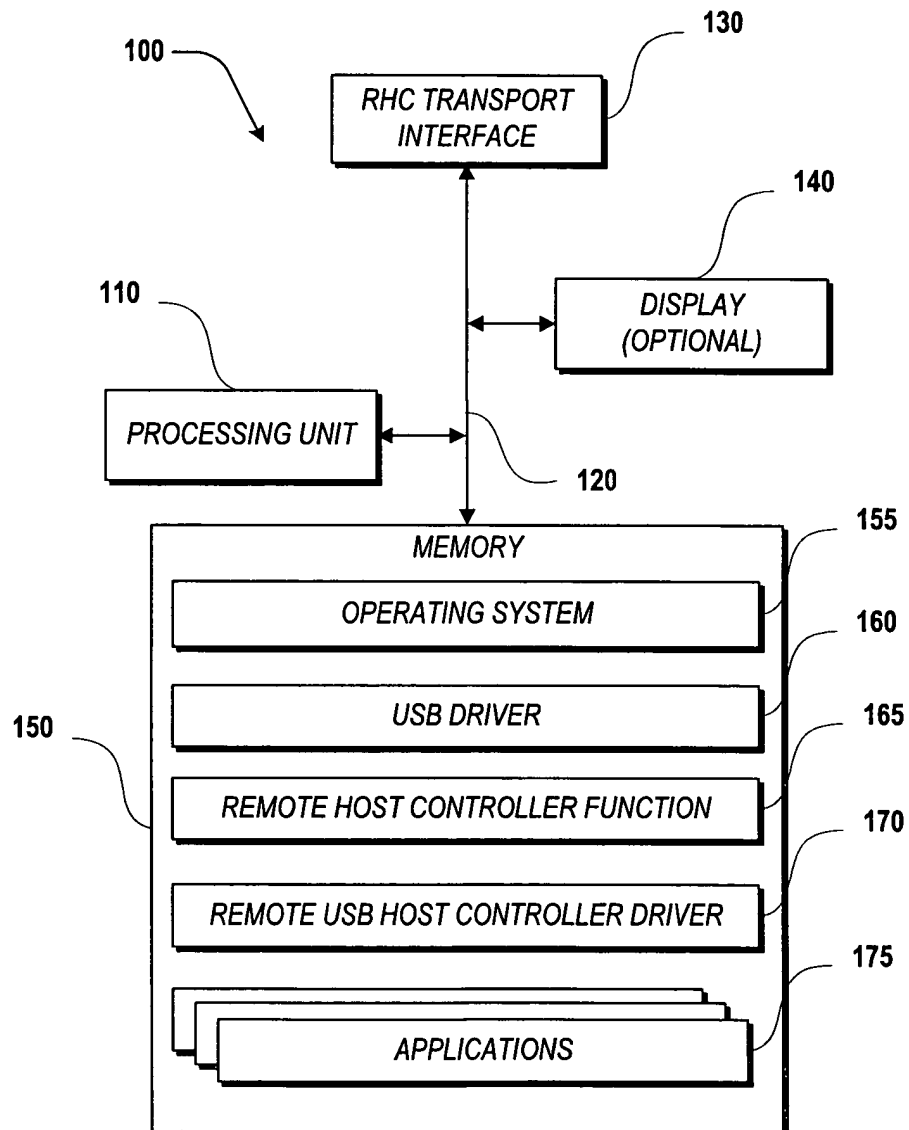 130
100
RHC TRANSPORT
INTERFACE
140
110
DISPLAY
(OPTIONAL)
PROCESSING UNIT
120
155
MEMORY
OPERATING SYSTEM
160
USB DRIVER
150
165
REMOTE HOST CONTROLLER FUNCTION
170
REMOTE USB HOST CONTROLLER DRIVER
175
APPLICATIONS